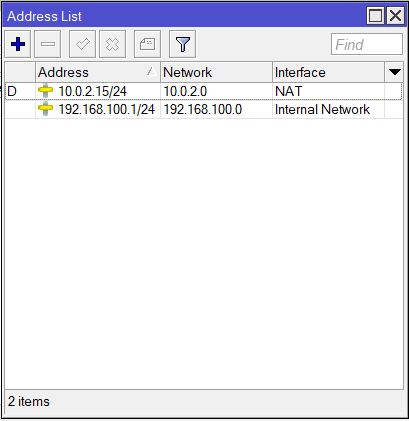 Address List
Find
Address Network Interface
D 10.0.2.15/24 10.0.2.0 NAT
192.168.100.1/24 192.168.100.0 Internal Network
2 items